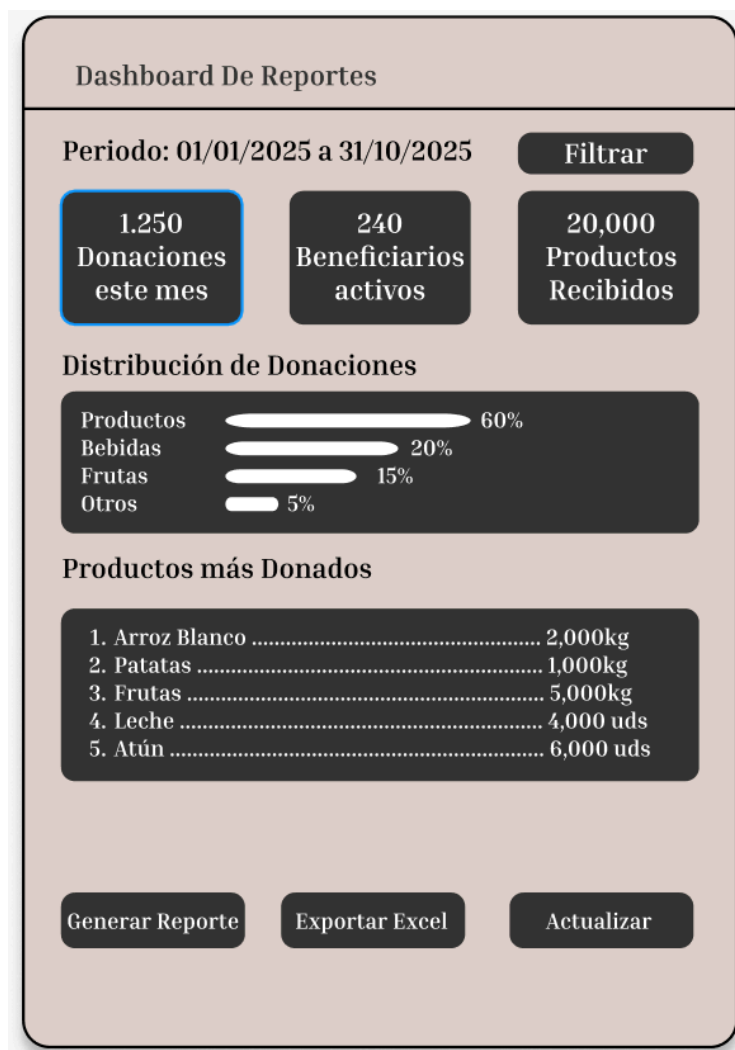 Dashboard De Reportes
Periodo: 01/01/2025 a 31/10/2025
Filtrar
1.250
Donaciones
este mes
240
Beneficiarios
activos
20,000
Productos
Recibidos
Distribución de Donaciones
Productos 60%
Bebidas 20%
Frutas 15%
Otros 5%
Productos más Donados
1. Arroz Blanco ................................................... 2,000kg
2. Patatas ............................................................. 1,000kg
3. Frutas ............................................................... 5,000kg
4. Leche ................................................................ 4,000 uds
5. Atún .................................................................. 6,000 uds
Generar Reporte
Exportar Excel
Actualizar